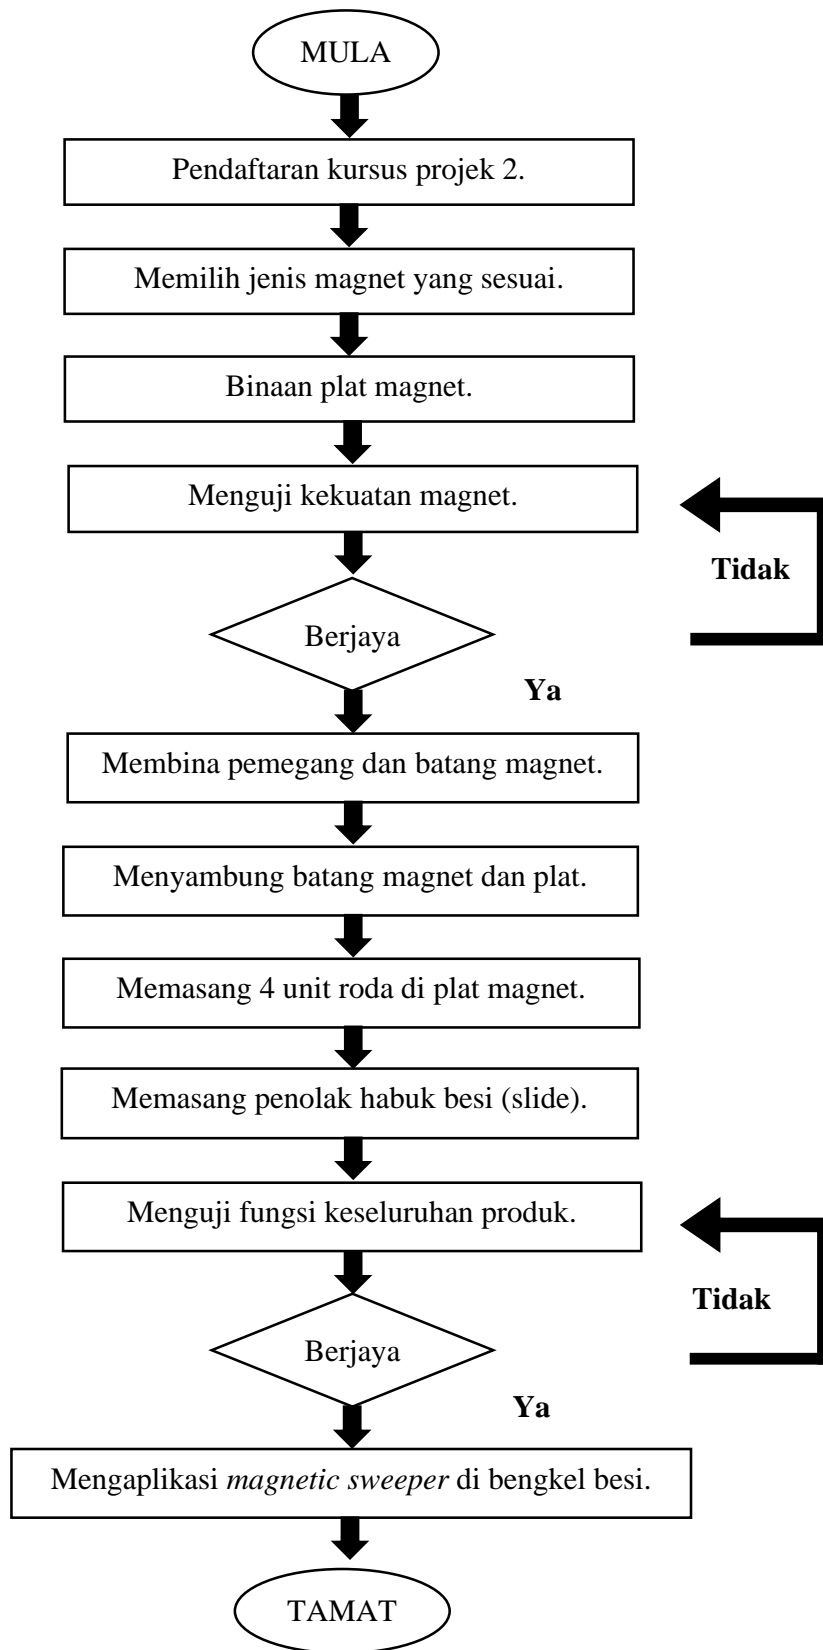 MULA
Pendaftaran kursus projek 2.
Memilih jenis magnet yang sesuai.
Binaan plat magnet.
Menguji kekuatan magnet.
Tidak
Berjaya
Ya
Membina pemegang dan batang magnet.
Menyambung batang magnet dan plat.
Memasang 4 unit roda di plat magnet.
Memasang penolak habuk besi (slide).
Menguji fungsi keseluruhan produk.
Tidak
Berjaya
Ya
Mengaplikasi magnetic sweeper di bengkel besi.
TAMAT